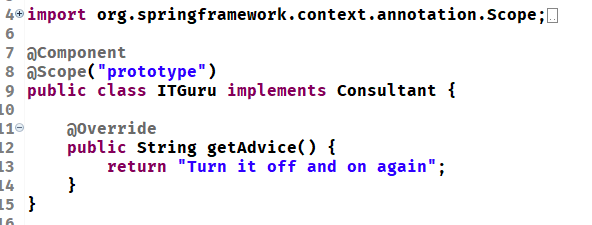 4 import org.springframework.context.annotation.Scope;
6
7 @Component
8 @Scope("prototype")
9 public class ITGuru implements Consultant {
10
11 @Override
12 public String getAdvice() {
13 return "Turn it off and on again";
14 }
15 }
16